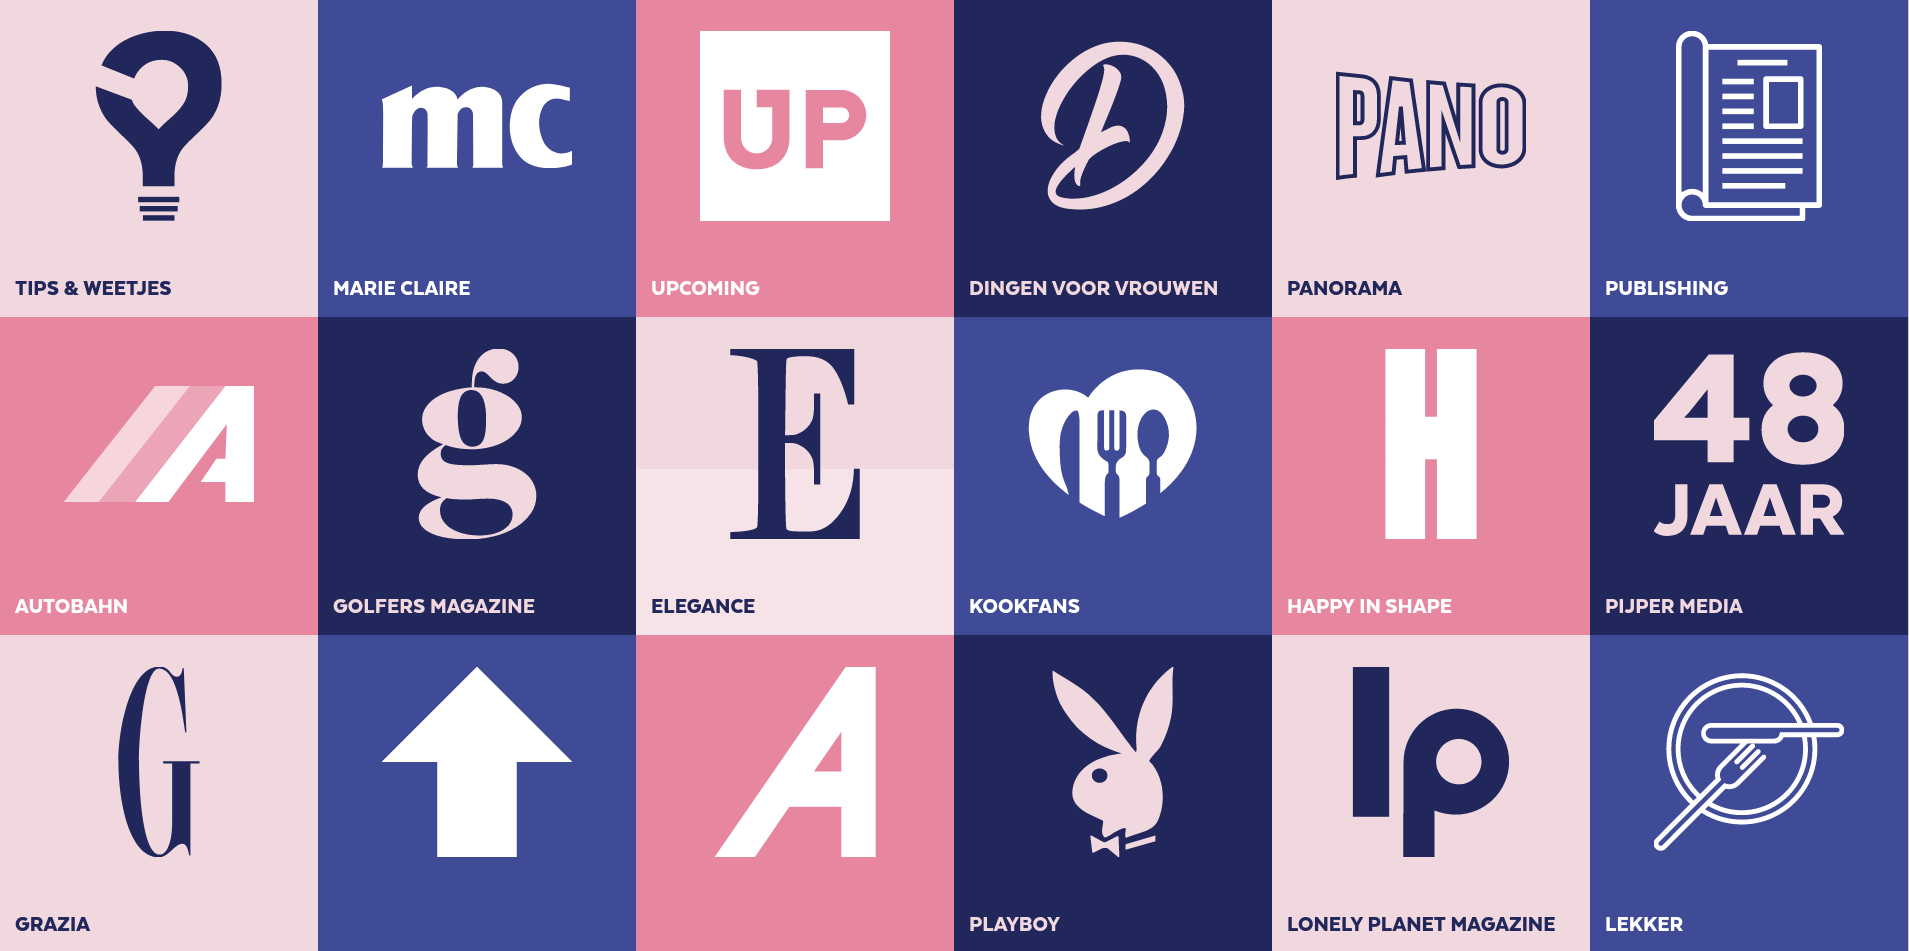 mc
UP
D
PANO
TIPS & WEETJES
MARIE CLAIRE
UPCOMING
DINGEN VOOR VROUWEN
PANORAMA
PUBLISHING
A
g
E
H
48
JAAR
AUTOBAHN
GOLFERS MAGAZINE
ELEGANCE
KOOKFANS
HAPPY IN SHAPE
PIJPER MEDIA
G
A
lp
GRAZIA
PLAYBOY
LONELY PLANET MAGAZINE
LEKKER